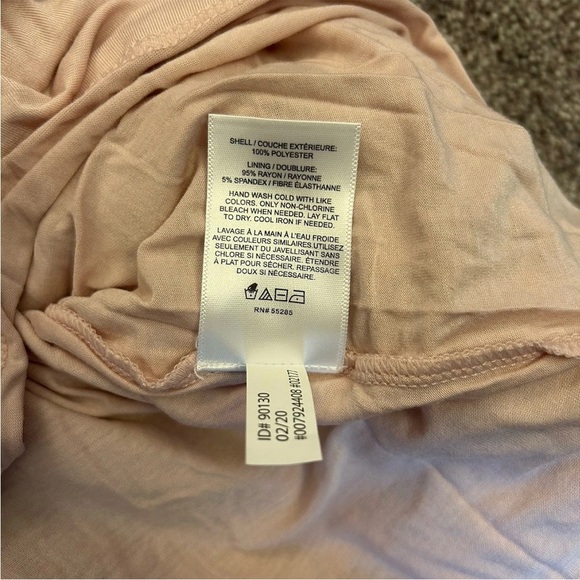 SHELL / COUCHE EXTÉRIEURE:
100% POLYESTER
LINING / DOUBLURE:
95% RAYON / RAYONNE
5% SPANDEX / FIBRE ÉLASTHANNE
HAND WASH COLD WITH LIKE
COLORS. ONLY NON-CHLORINE
BLEACH WHEN NEEDED. LAY FLAT
TO DRY. COOL IRON IF NEEDED.
LAVAGE À LA MAIN À L'EAU FROIDE
AVEC COULEURS SIMILAIRES.UTILISEZ
SEULEMENT DU JAVELLISANT SANS
CHLORE SI NÉCESSAIRE. ÉTENDRE
À PLAT POUR SÉCHER, REPASSAGE
DOUX SI NÉCESSAIRE.
RN# 55285
ID# 90130
02/20
#007924408 #02177